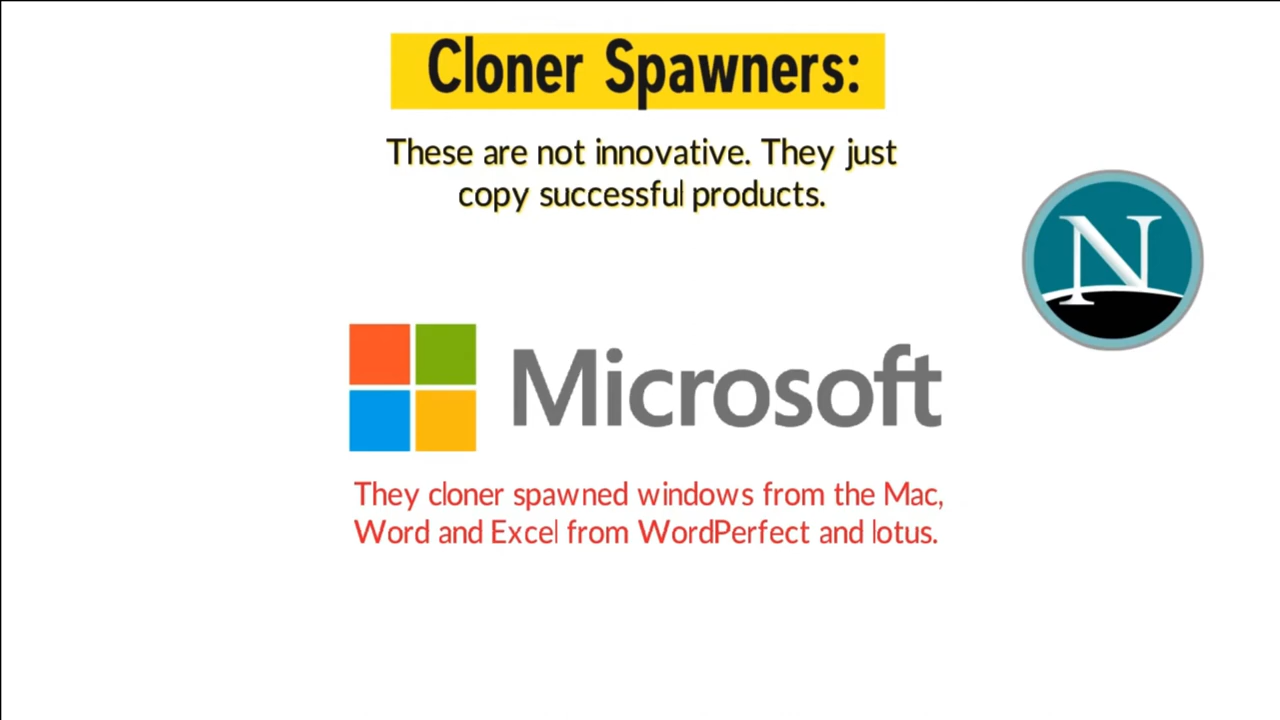 Cloner Spawners:
These are not innovative. They just
copy successful products.
N
Microsoft
They cloner spawned windows from the Mac,
Word and Excel from WordPerfect and lotus.